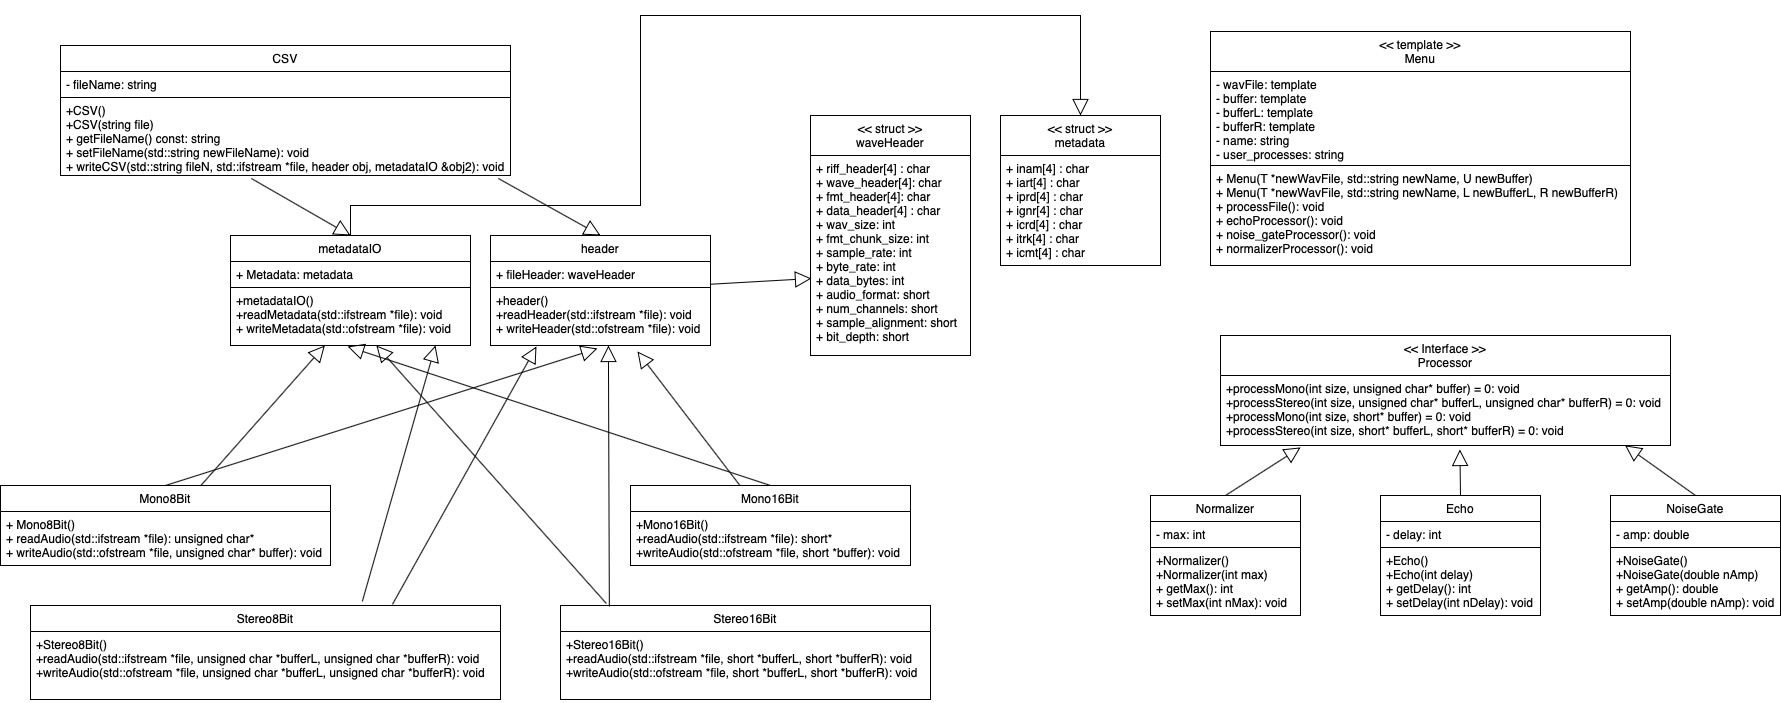 CSV
- fileName: string
+CSV()
+CSV(string file)
+ getFileName() const: string
+ setFileName(std::string newFileName): void
+ writeCSV(std::string fileN, std::ifstream *file, header obj, metadataIO &obj2): void
<< struct >>
waveHeader
+ riff_header[4] : char
+ wave_header[4]: char
+ fmt_header[4]: char
+ data_header[4] : char
+ wav_size: int
+ fmt_chunk_size: int
+ sample_rate: int
+ byte_rate: int
+ data_bytes: int
+ audio_format: short
+ num_channels: short
+ sample_alignment: short
+ bit_depth: short
<< struct >>
metadata
+ inam[4] : char
+ iart[4] : char
+ iprd[4] : char
+ ignr[4] : char
+ icrd[4] : char
+ itrk[4] : char
+ icmt[4] : char
<< template >>
Menu
- wavFile: template
- buffer: template
- bufferL: template
- bufferR: template
- name: string
- user_processes: string
+ Menu(T *newWavFile, std::string newName, U newBuffer)
+ Menu(T *newWavFile, std::string newName, L newBufferL, R newBufferR)
+ processFile(): void
+ echoProcessor(): void
+ noise_gateProcessor(): void
+ normalizerProcessor(): void
metadataIO
+ Metadata: metadata
+metadataIO()
+readMetadata(std::ifstream *file): void
+ writeMetadata(std::ofstream *file): void
header
+ fileHeader: waveHeader
+header()
+readHeader(std::ifstream *file): void
+ writeHeader(std::ofstream *file): void
<< Interface >>
Processor
+processMono(int size, unsigned char* buffer) = 0: void
+processStereo(int size, unsigned char* bufferL, unsigned char* bufferR) = 0: void
+processMono(int size, short* buffer) = 0: void
+processStereo(int size, short* bufferL, short* bufferR) = 0: void
Mono8Bit
+ Mono8Bit()
+ readAudio(std::ifstream *file): unsigned char*
+ writeAudio(std::ofstream *file, unsigned char* buffer): void
Mono16Bit
+Mono16Bit()
+readAudio(std::ifstream *file): short*
+writeAudio(std::ofstream *file, short *buffer): void
Normalizer
- max: int
+Normalizer()
+Normalizer(int max)
+ getMax(): int
+ setMax(int nMax): void
Echo
- delay: int
+Echo()
+Echo(int delay)
+ getDelay(): int
+ setDelay(int nDelay): void
NoiseGate
- amp: double
+NoiseGate()
+NoiseGate(double nAmp)
+ getAmp(): double
+ setAmp(double nAmp): void
Stereo8Bit
+Stereo8Bit()
+readAudio(std::ifstream *file, unsigned char *bufferL, unsigned char *bufferR): void
+writeAudio(std::ofstream *file, unsigned char *bufferL, unsigned char *bufferR): void
Stereo16Bit
+Stereo16Bit()
+readAudio(std::ifstream *file, short *bufferL, short *bufferR): void
+writeAudio(std::ofstream *file, short *bufferL, short *bufferR): void